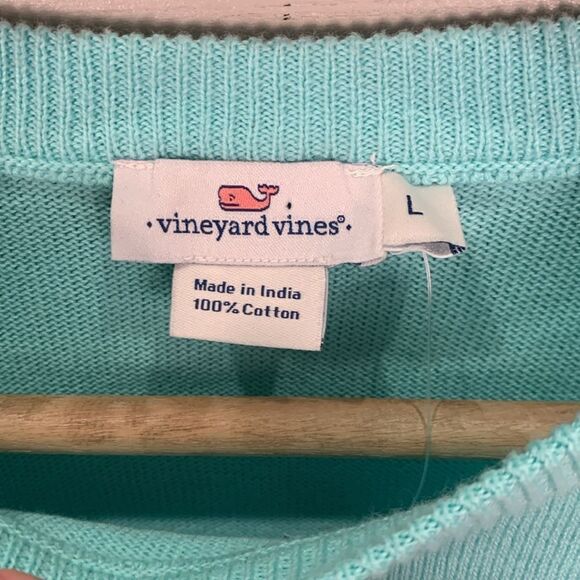 ·vineyard vines®·
L
Made in India
100% Cotton